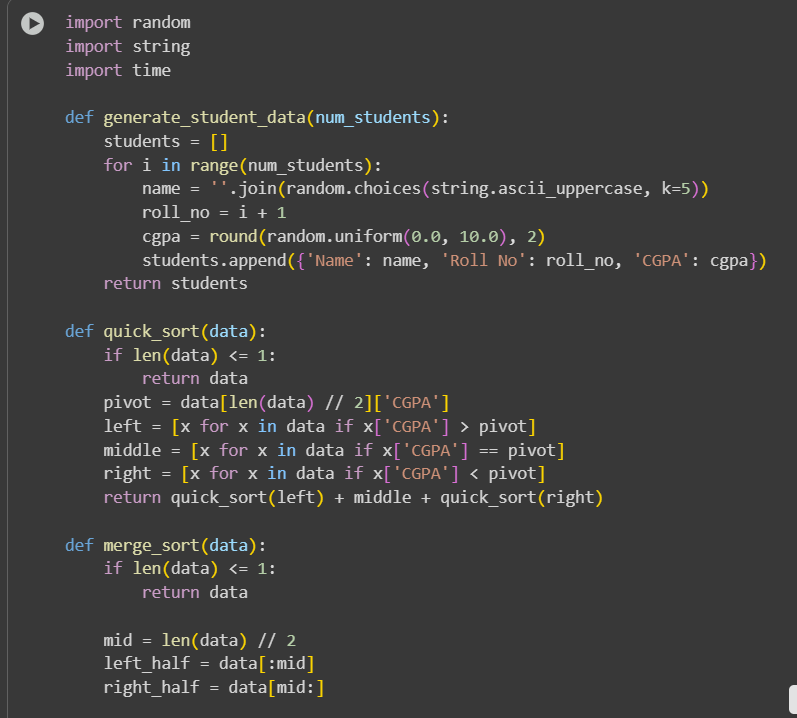 import random
import string
import time
def generate_student_data(num_students):
    students = []
    for i in range(num_students):
        name = ''.join(random.choices(string.ascii_uppercase, k=5))
        roll_no = i + 1
        cgpa = round(random.uniform(0.0, 10.0), 2)
        students.append({'Name': name, 'Roll No': roll_no, 'CGPA': cgpa})
    return students
def quick_sort(data):
    if len(data) <= 1:
        return data
    pivot = data[len(data) // 2]['CGPA']
    left = [x for x in data if x['CGPA'] > pivot]
    middle = [x for x in data if x['CGPA'] == pivot]
    right = [x for x in data if x['CGPA'] < pivot]
    return quick_sort(left) + middle + quick_sort(right)
def merge_sort(data):
    if len(data) <= 1:
        return data
    mid = len(data) // 2
    left_half = data[:mid]
    right_half = data[mid:]